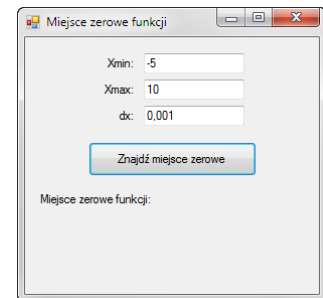 Miejsce zerowe funkcji
Xmin: -5
Xmax: 10
dx: 0,001
Znajdź miejsce zerowe
Miejsce zerowe funkcji: